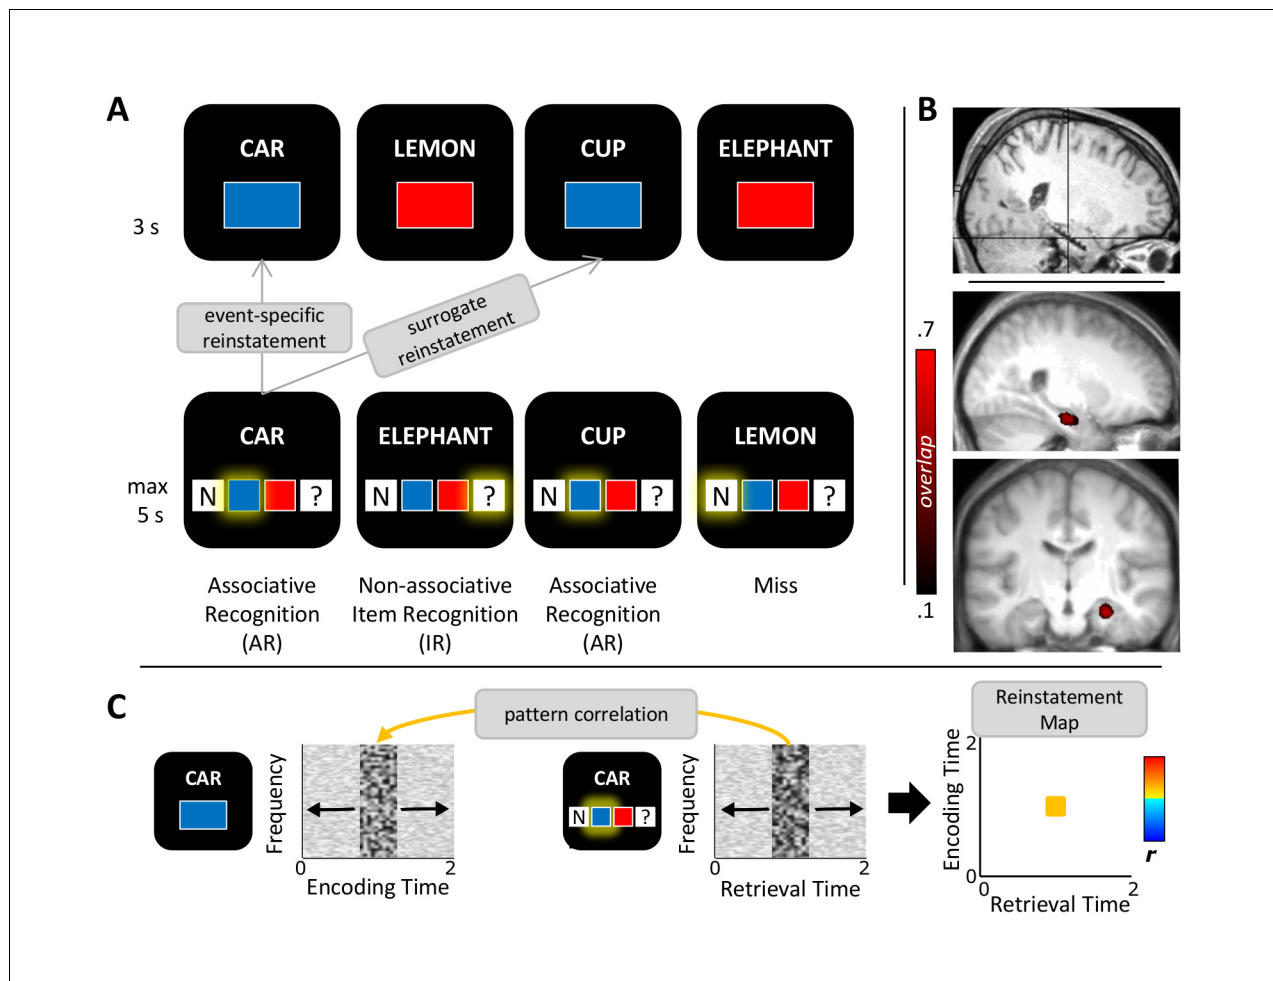 A
CAR
LEMON
CUP
ELEPHANT
3 s
event-specific
reinstatement
surrogate
reinstatement
CAR
N ?
ELEPHANT
N ?
CUP
N ?
LEMON
N ?
max
5 s
Associative
Recognition
(AR)
Non-associative
Item Recognition
(IR)
Associative
Recognition
(AR)
Miss
B
.7
overlap
.1
C
pattern correlation
CAR
Frequency
0 2
Encoding Time
CAR
N ?
Frequency
0 2
Retrieval Time
Reinstatement
Map
Encoding Time
2
0
0 2
Retrieval Time
r